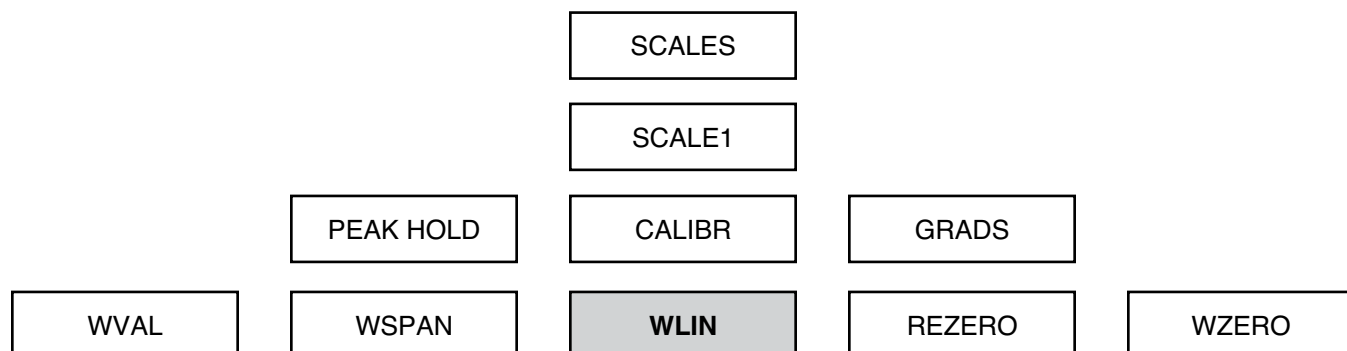 SCALES
SCALE1
PEAK HOLD CALIBR GRADS
WVAL WSPAN WLIN REZERO WZERO